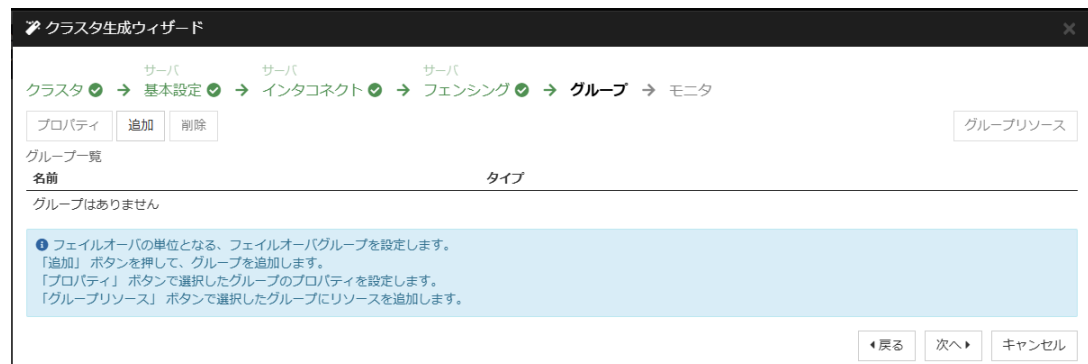 クラスタ生成ウィザード
サーバ サーバ サーバ
クラスタ → 基本設定 → インタコネクト → フェンシング → グループ → モニタ
プロパティ 追加 削除 グループリソース
グループ一覧
名前 タイプ
グループはありません
フェイルオーバの単位となる、フェイルオーバグループを設定します。
「追加」 ボタンを押して、グループを追加します。
「プロパティ」 ボタンで選択したグループのプロパティを設定します。
「グループリソース」 ボタンで選択したグループにリソースを追加します。
戻る 次へ キャンセル